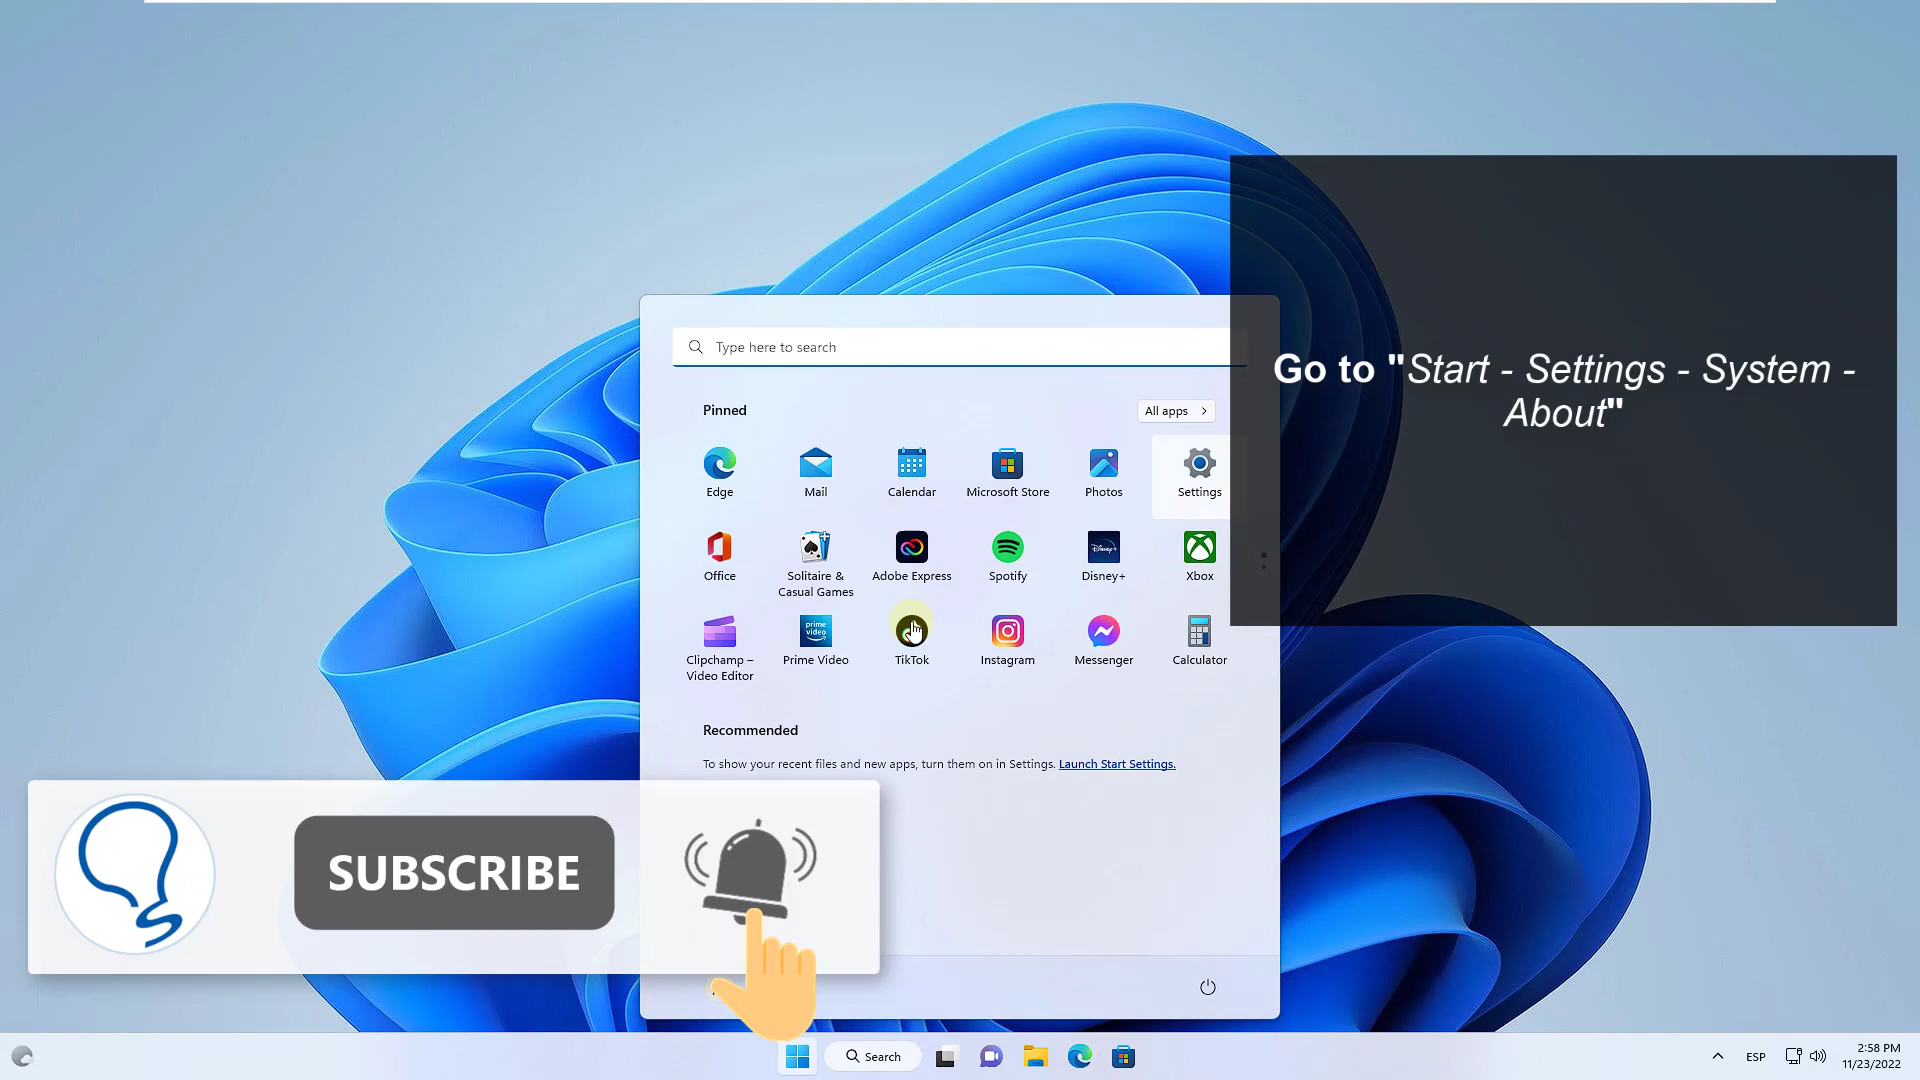 Type here to search
Pinned
All apps
Edge
Mail
Calendar
Microsoft Store
Photos
Settings
Office
Solitaire &
Casual Games
Adobe Express
Disney+
Spotify
Disney+
Xbox
Clipchamp –
Video Editor
prime
video
Prime Video
TikTok
Instagram
Messenger
Calculator
Recommended
To show your recent files and new apps, turn them on in Settings. Launch Start Settings.
Go to "Start - Settings - System -
About"
SUBSCRIBE
Search
ESP
2:58 PM
11/23/2022